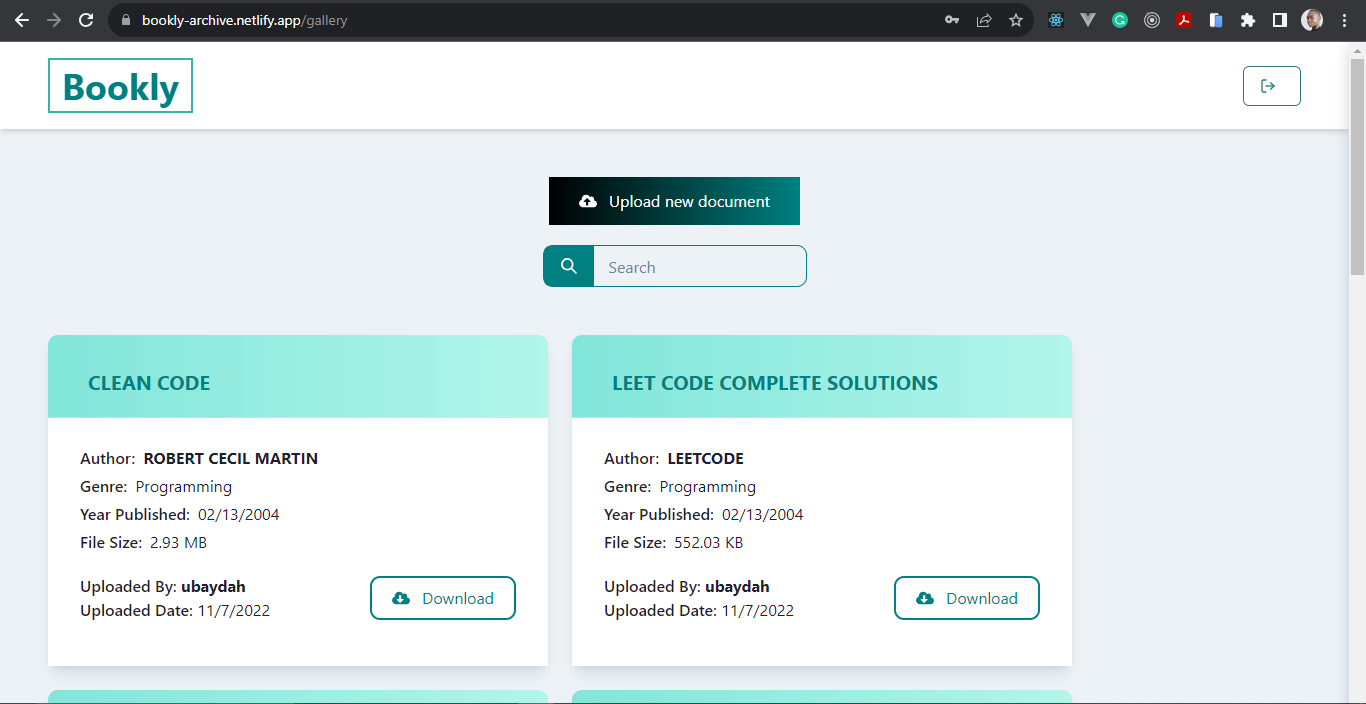 bookly-archive.netlify.app/gallery
Bookly
Upload new document
Search
CLEAN CODE
Author: ROBERT CECIL MARTIN
Genre: Programming
Year Published: 02/13/2004
File Size: 2.93 MB
Uploaded By: ubaydah
Uploaded Date: 11/7/2022
Download
LEET CODE COMPLETE SOLUTIONS
Author: LEETCODE
Genre: Programming
Year Published: 02/13/2004
File Size: 552.03 KB
Uploaded By: ubaydah
Uploaded Date: 11/7/2022
Download